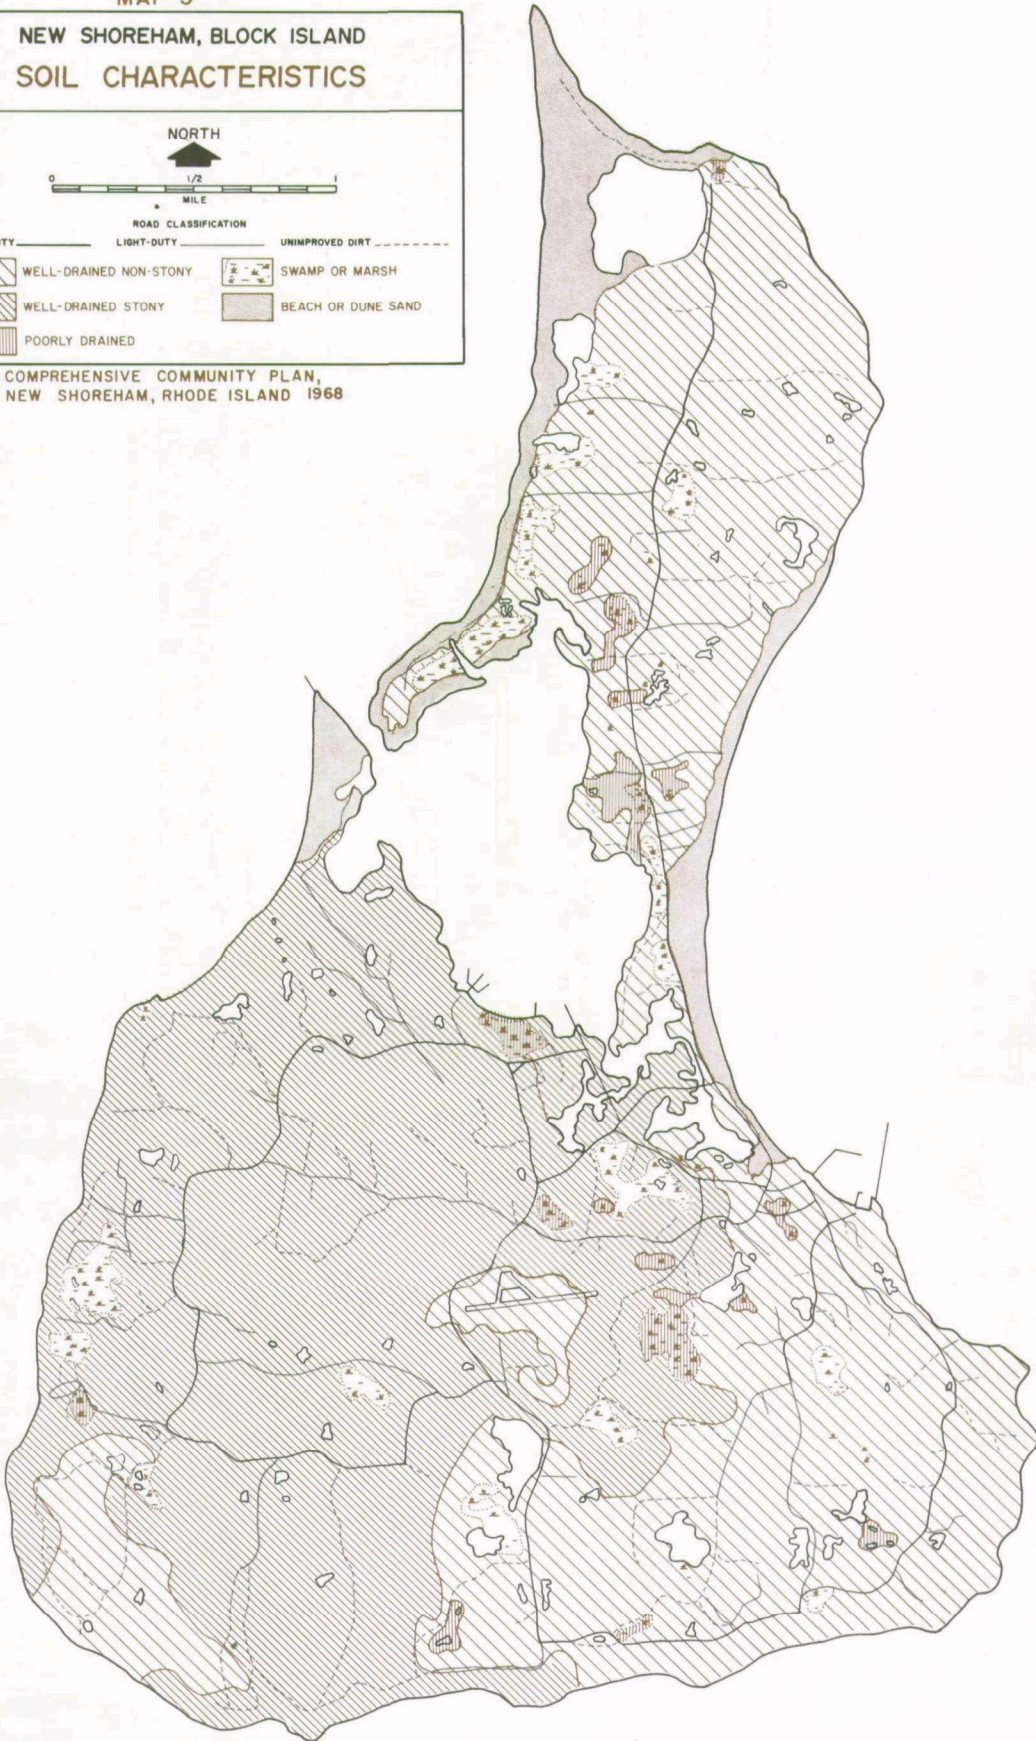 NEW SHOREHAM, BLOCK ISLAND
SOIL CHARACTERISTICS
NORTH
0 1/2 1
MILE
ROAD CLASSIFICATION
LIGHT-DUTY UNIMPROVED DIRT
WELL-DRAINED NON-STONY SWAMP OR MARSH
WELL-DRAINED STONY BEACH OR DUNE SAND
POORLY DRAINED
COMPREHENSIVE COMMUNITY PLAN,
NEW SHOREHAM, RHODE ISLAND 1968